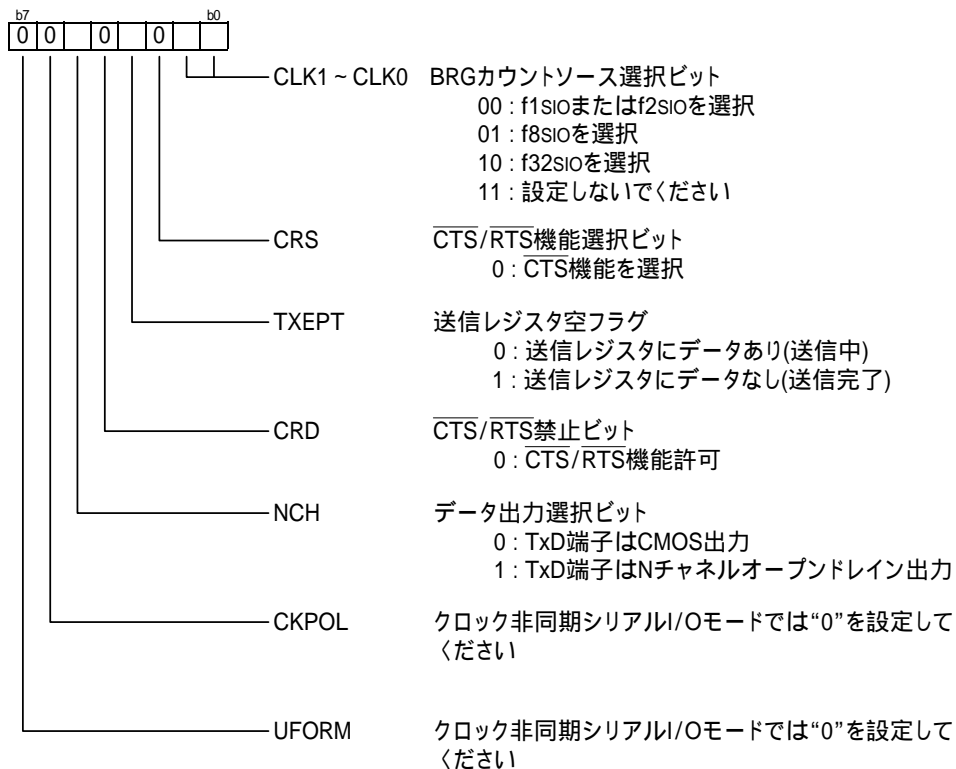 b7 b0
0 0 0 0
CLK1 ~ CLK0 BRGカウントソース選択ビット
00 : f1SIOまたはf2SIOを選択
01 : f8SIOを選択
10 : f32SIOを選択
11 : 設定しないでください
CRS CTS/RTS機能選択ビット
0 : CTS機能を選択
TXEPT 送信レジスタ空フラグ
0 : 送信レジスタにデータあり(送信中)
1 : 送信レジスタにデータなし(送信完了)
CRD CTS/RTS禁止ビット
0 : CTS/RTS機能許可
NCH データ出力選択ビット
0 : TxD端子はCMOS出力
1 : TxD端子はNチャネルオープンドレイン出力
CKPOL クロック非同期シリアルI/Oモードでは“0”を設定して
ください
UFORM クロック非同期シリアルI/Oモードでは“0”を設定して
ください